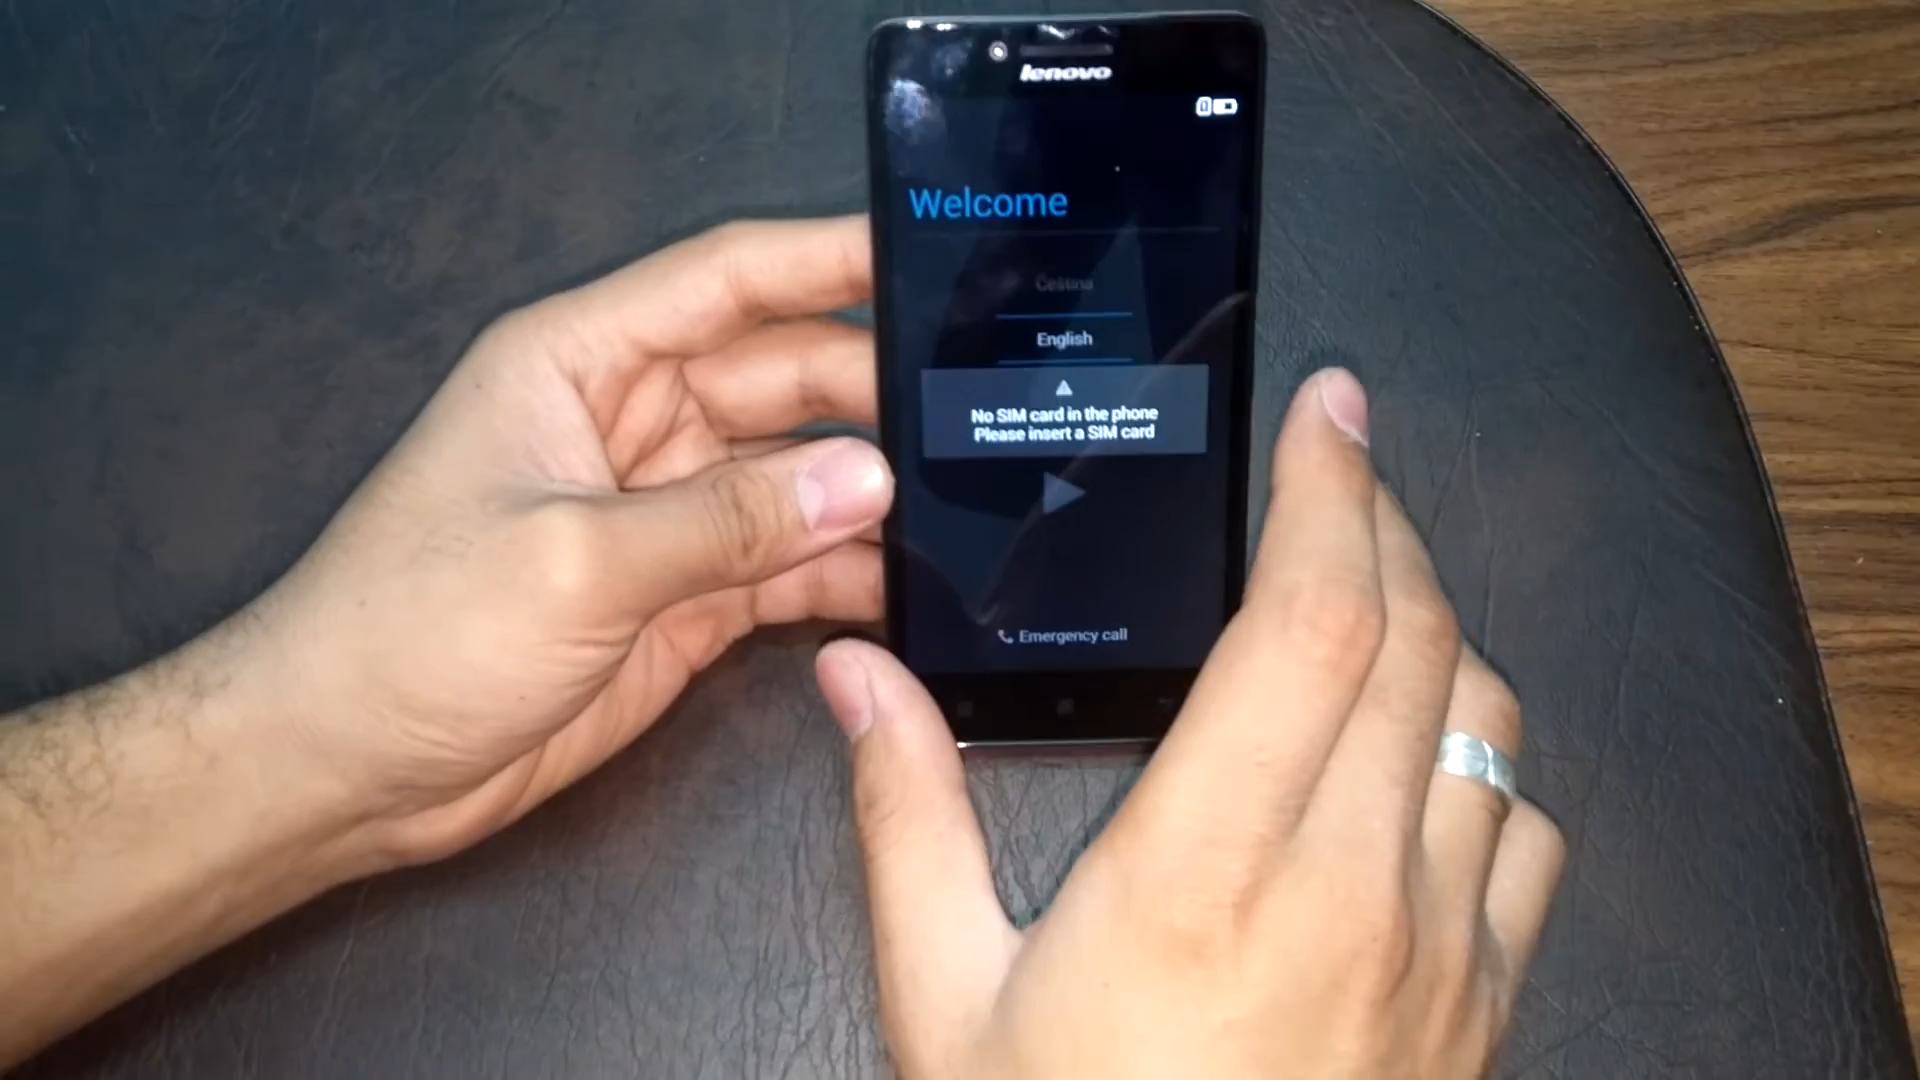 lenovo
Welcome
Čeština
English
No SIM card in the phone
Please insert a SIM card
Emergency call